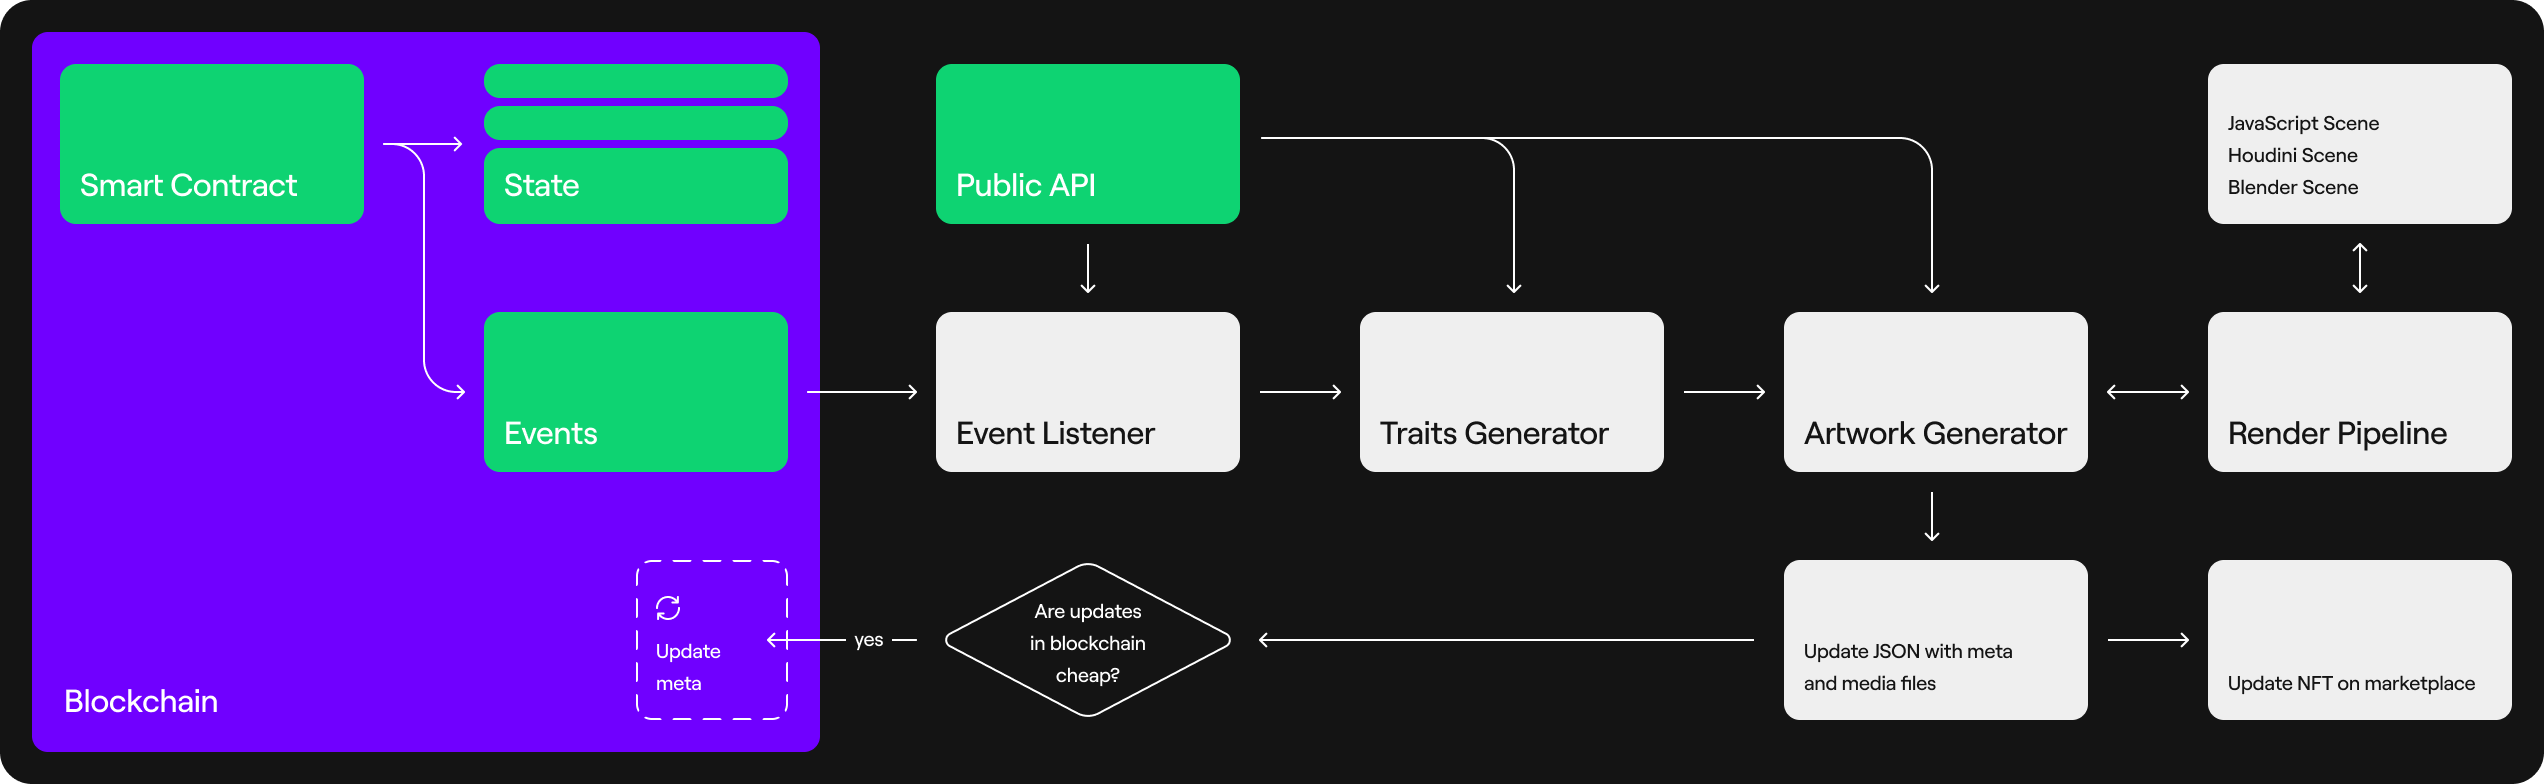 Smart Contract
State
Public API
JavaScript Scene
Houdini Scene
Blender Scene
Events
Event Listener
Traits Generator
Artwork Generator
Render Pipeline
Update
meta
yes
Are updates
in blockchain
cheap?
Update JSON with meta
and media files
Update NFT on marketplace
Blockchain